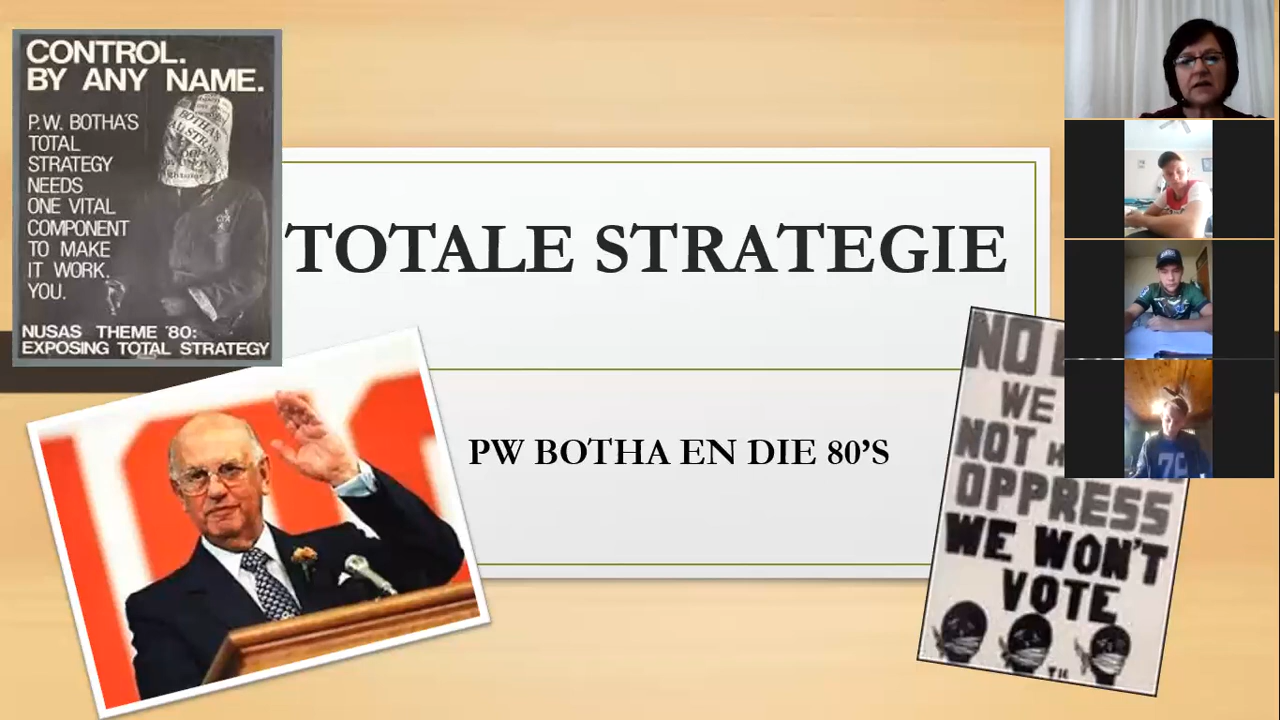 CONTROL.
BY ANY NAME.
P.W. BOTHA'S
TOTAL
STRATEGY
NEEDS
ONE VITAL
COMPONENT
TO MAKE
IT WORK.
YOU.
NUSAS THEME '80:
EXPOSING TOTAL STRATEGY
TOTALE STRATEGIE
PW BOTHA EN DIE 80'S
NO
WE
NOT
OPPRESS
WE WON'T
VOTE